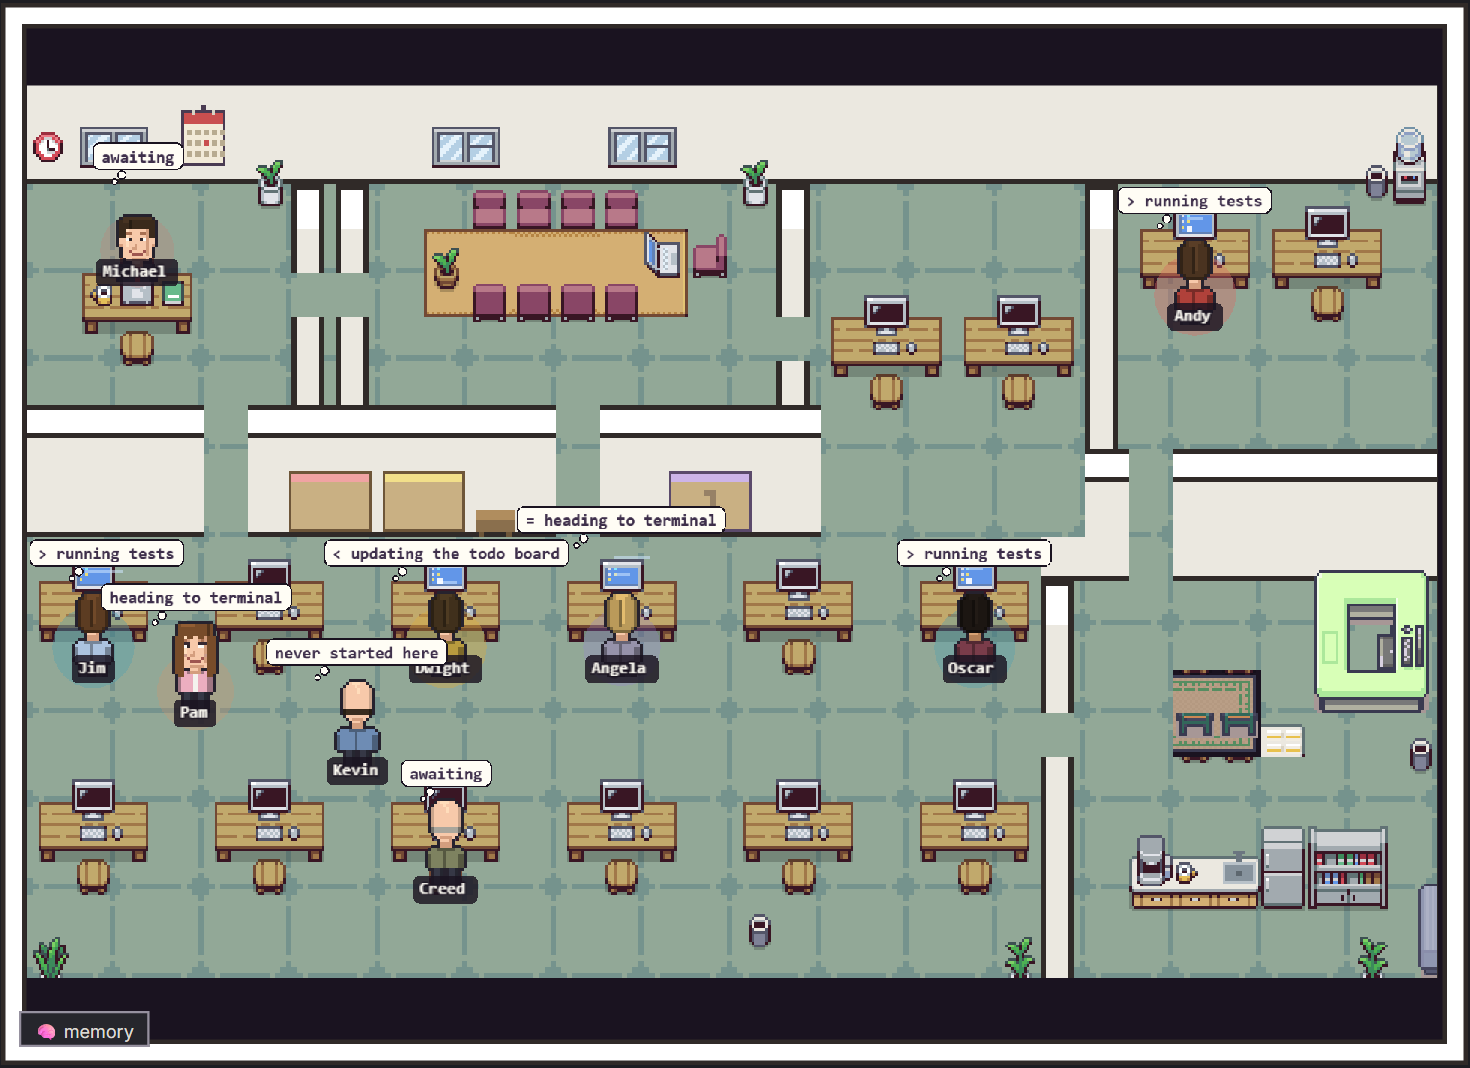 awaiting
Michael
> running tests
Andy
= heading to terminal
> running tests
< updating the todo board
> running tests
heading to terminal
never started here
Jim
Dwight
Angela
Oscar
Pam
Kevin
awaiting
Creed
memory